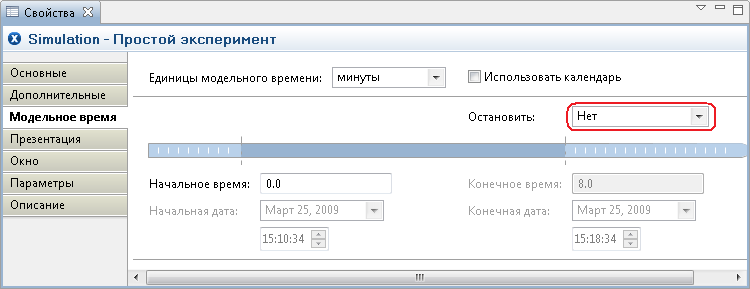 Свойства
Simulation - Простой эксперимент
Основные
Дополнительные
Модельное время
Презентация
Окно
Параметры
Описание
Единицы модельного времени: минуты Использовать календарь
Остановить: Нет
Начальное время: 0.0 Конечное время: 8.0
Начальная дата: Март 25, 2009 Конечная дата: Март 25, 2009
15:10:34 15:18:34